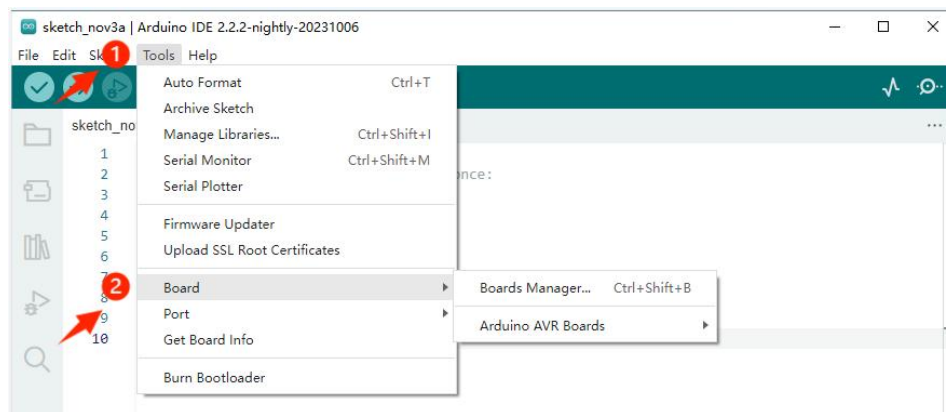 sketch_nov3a | Arduino IDE 2.2.2-nightly-20231006
File Edit Sk 1 Tools Help
Auto Format Ctrl+T
Archive Sketch
sketch_no
Manage Libraries... Ctrl+Shift+I
1
Serial Monitor Ctrl+Shift+M
2 once:
Serial Plotter
3
4
Firmware Updater
5
Upload SSL Root Certificates
6
7
2
Board Boards Manager... Ctrl+Shift+B
8
Port Arduino AVR Boards
9
Get Board Info
10
Burn Bootloader